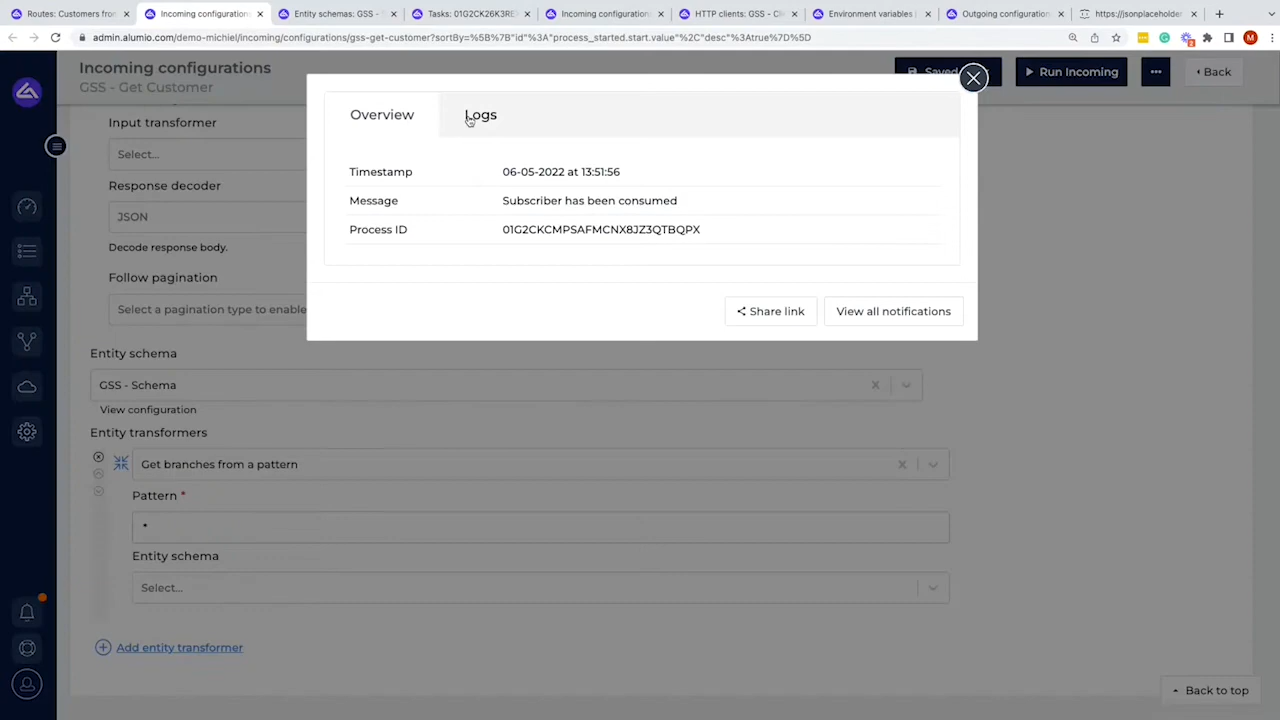 Routes: Customers from
Incoming configurations
Entity schemas: GSS - S
Tasks: 01G2CK26K3RE
Incoming configuration
HTTP clients: GSS - Cli
Environment variables
Outgoing configuration
https://jsonplaceholder
admin.alumio.com/demo-michiel/incoming/configurations/gss-get-customer?sortBy=%5B%7B"id"%3A"process_started.start.value"%2C"desc"%3Atrue%7D%5D
M
Incoming configurations
GSS - Get Customer
Saved
Run Incoming
Back
Overview
Logs
Timestamp
06-05-2022 at 13:51:56
Message
Subscriber has been consumed
Process ID
01G2CKCMPSAFMCNX8JZ3QTBQPX
Share link
View all notifications
Input transformer
Select...
Response decoder
JSON
Decode response body.
Follow pagination
Select a pagination type to enable
Entity schema
GSS - Schema
View configuration
Entity transformers
Get branches from a pattern
Pattern *
*
Entity schema
Select...
Add entity transformer
Back to top